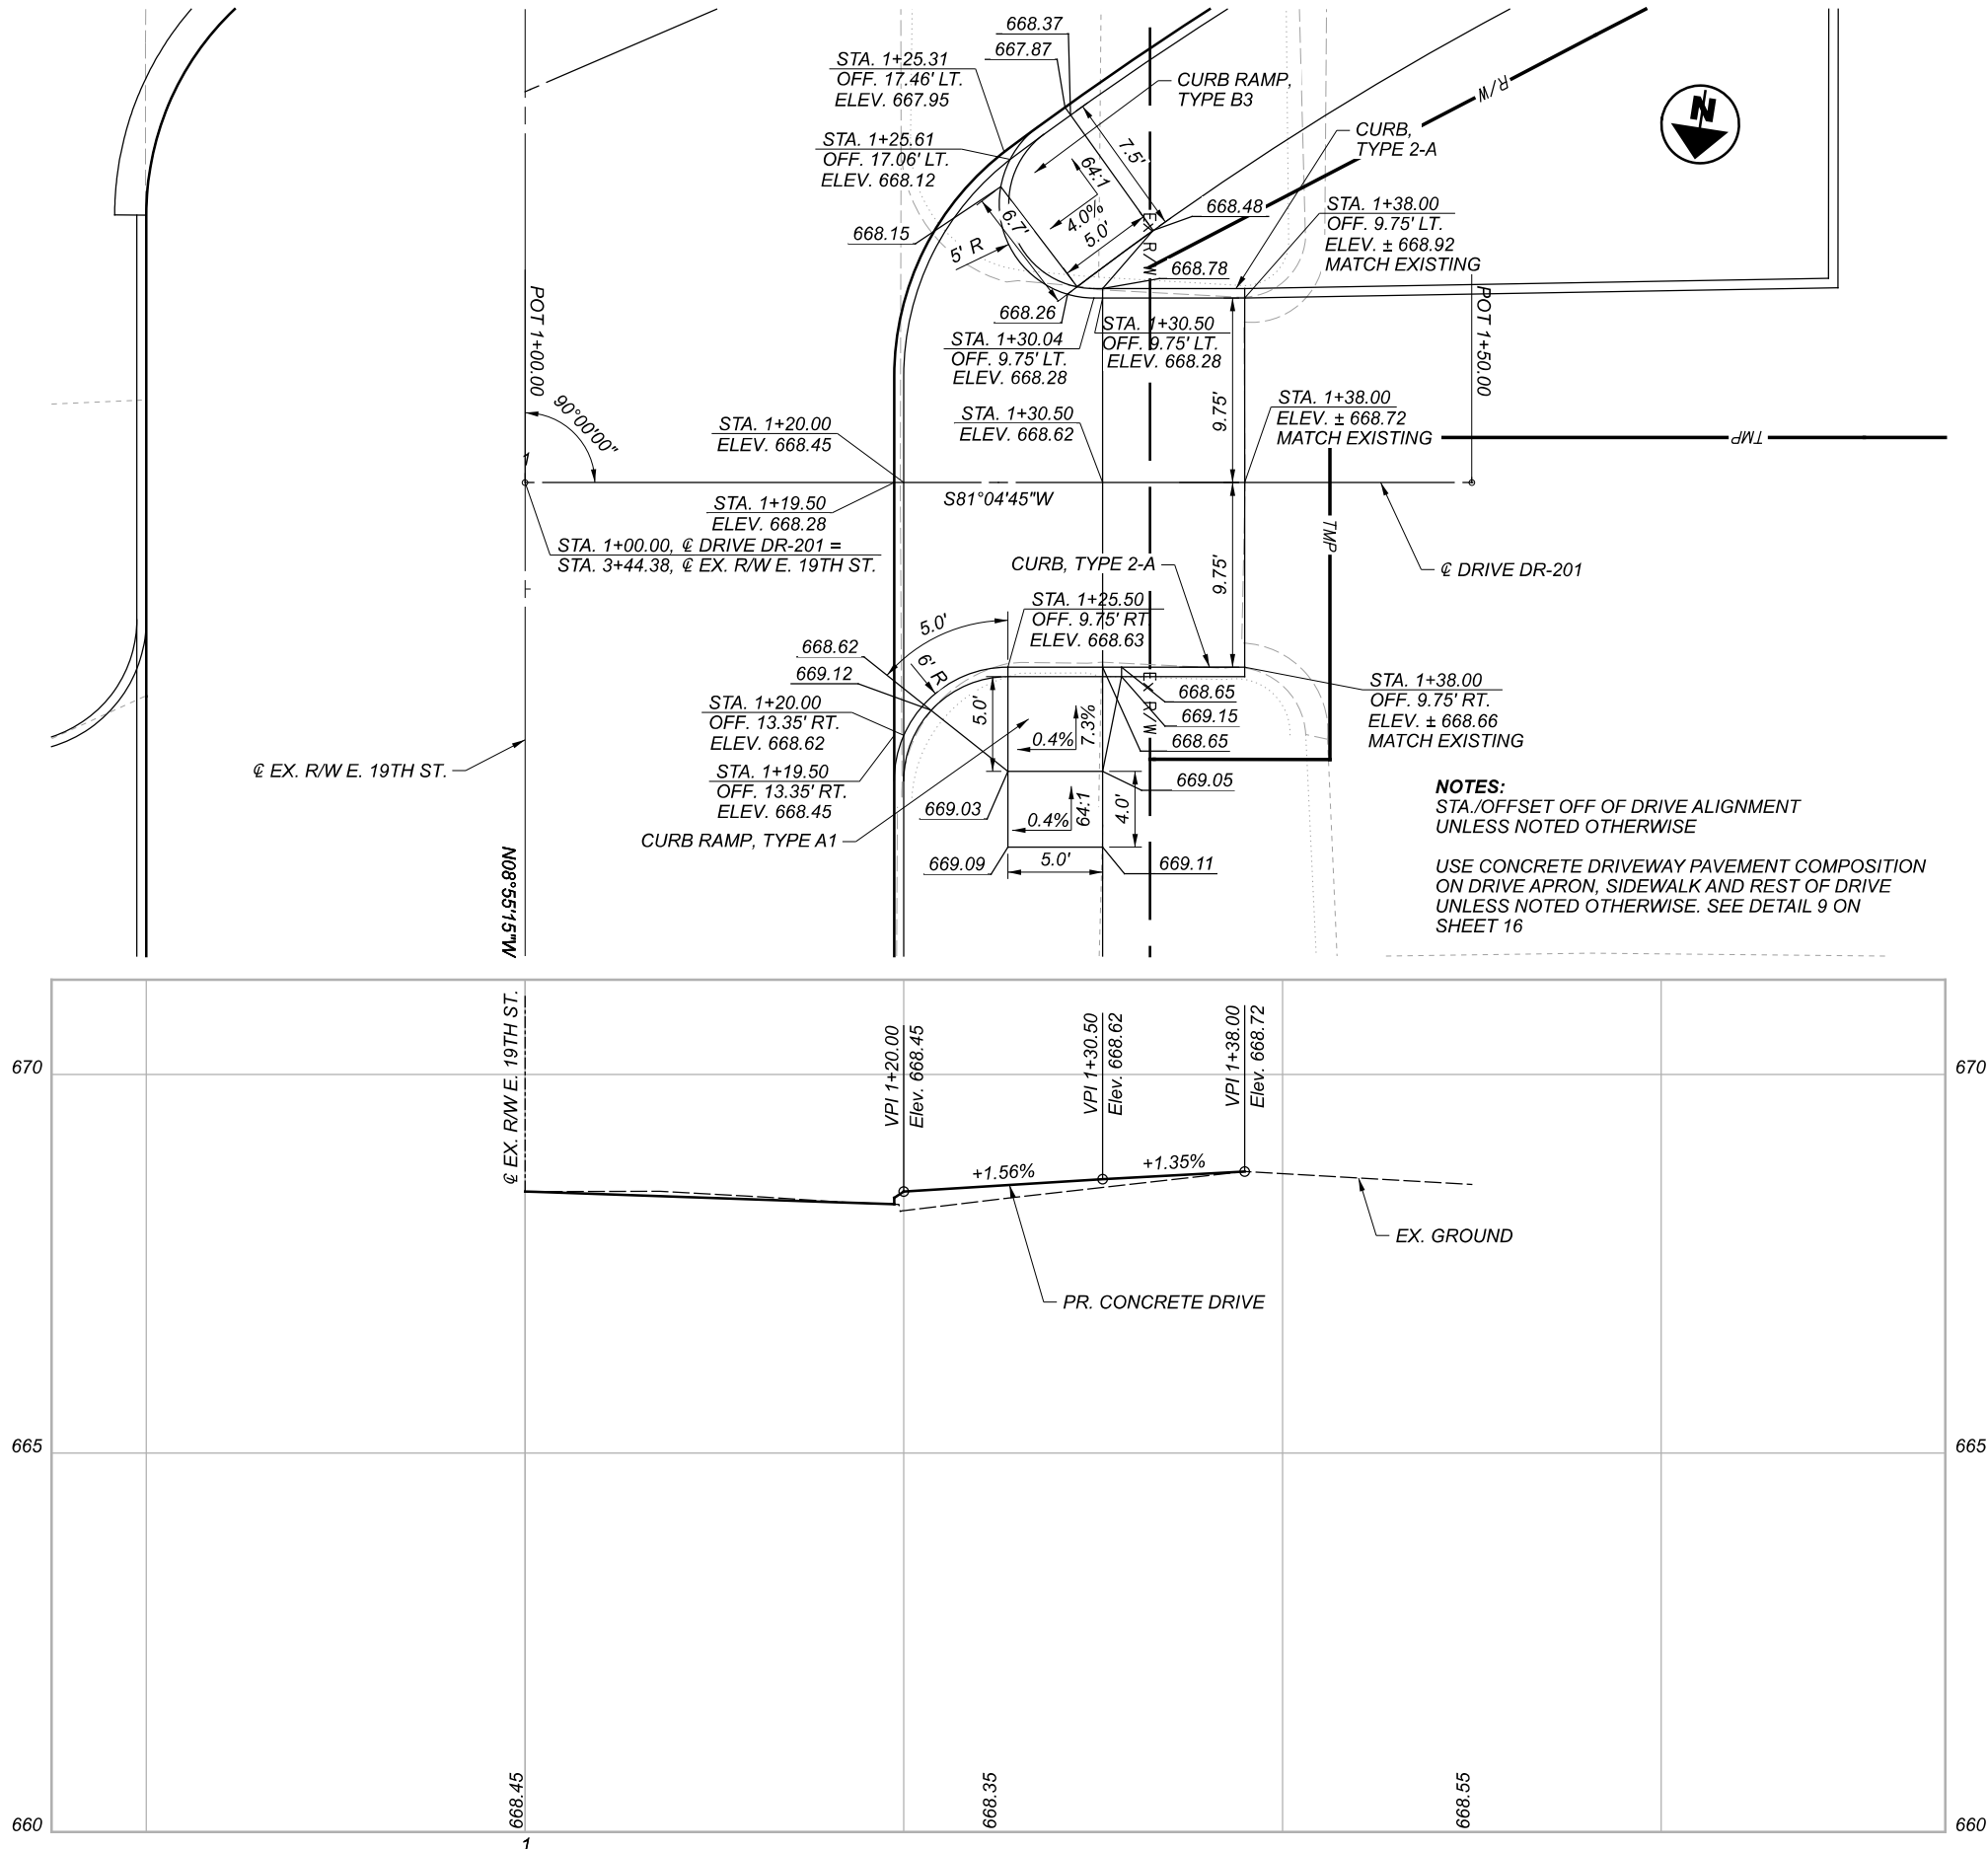 668.37
667.87
STA. 1+25.31
OFF. 17.46' LT.
ELEV. 667.95
CURB RAMP,
TYPE B3
R/W
N
STA. 1+25.61
OFF. 17.06' LT.
ELEV. 668.12
CURB,
TYPE 2-A
7.5'
64:1
4.0%
5.0'
6.7'
5' R
668.15
668.48
STA. 1+38.00
OFF. 9.75' LT.
ELEV. ± 668.92
MATCH EXISTING
EX R/W
668.78
668.26
POT 1+00.00
POT 1+50.00
STA. 1+30.04
OFF. 9.75' LT.
ELEV. 668.28
STA. 1+30.50
OFF. 9.75' LT.
ELEV. 668.28
90°00'00"
STA. 1+20.00
ELEV. 668.45
STA. 1+30.50
ELEV. 668.62
9.75'
STA. 1+38.00
ELEV. ± 668.72
MATCH EXISTING
TMP
1
STA. 1+19.50
ELEV. 668.28
S81°04'45"W
STA. 1+00.00, ℄ DRIVE DR-201 =
STA. 3+44.38, ℄ EX. R/W E. 19TH ST.
TMP
CURB, TYPE 2-A
9.75'
℄ DRIVE DR-201
STA. 1+25.50
OFF. 9.75' RT.
ELEV. 668.63
5.0'
6' R
668.62
669.12
STA. 1+20.00
OFF. 13.35' RT.
ELEV. 668.62
5.0'
0.4%
7.3%
EX R/W
668.65
669.15
668.65
STA. 1+38.00
OFF. 9.75' RT.
ELEV. ± 668.66
MATCH EXISTING
℄ EX. R/W E. 19TH ST.
STA. 1+19.50
OFF. 13.35' RT.
ELEV. 668.45
669.03
669.05
0.4%
64:1
4.0'
CURB RAMP, TYPE A1
669.09
5.0'
669.11
N08°55'15"W
NOTES:
STA./OFFSET OFF OF DRIVE ALIGNMENT
UNLESS NOTED OTHERWISE
USE CONCRETE DRIVEWAY PAVEMENT COMPOSITION
ON DRIVE APRON, SIDEWALK AND REST OF DRIVE
UNLESS NOTED OTHERWISE. SEE DETAIL 9 ON
SHEET 16
℄ EX. R/W E. 19TH ST.
VPI 1+20.00
Elev. 668.45
VPI 1+30.50
Elev. 668.62
VPI 1+38.00
Elev. 668.72
670
670
+1.56%
+1.35%
EX. GROUND
PR. CONCRETE DRIVE
665
665
668.45
668.35
668.55
660
660
1